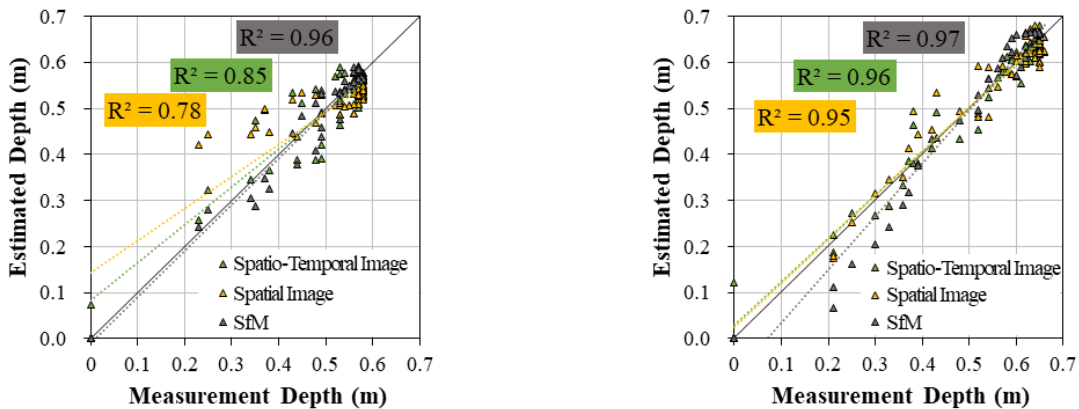 0.7
0.6
0.5
0.4
0.3
0.2
0.1
0.0
Estimated Depth (m)
R² = 0.96
R² = 0.85
R² = 0.78
Spatio-Temporal Image
Spatial Image
SfM
0 0.1 0.2 0.3 0.4 0.5 0.6 0.7
Measurement Depth (m)
0.7
0.6
0.5
0.4
0.3
0.2
0.1
0.0
Estimated Depth (m)
R² = 0.97
R² = 0.96
R² = 0.95
Spatio-Temporal Image
Spatial Image
SfM
0 0.1 0.2 0.3 0.4 0.5 0.6 0.7
Measurement Depth (m)